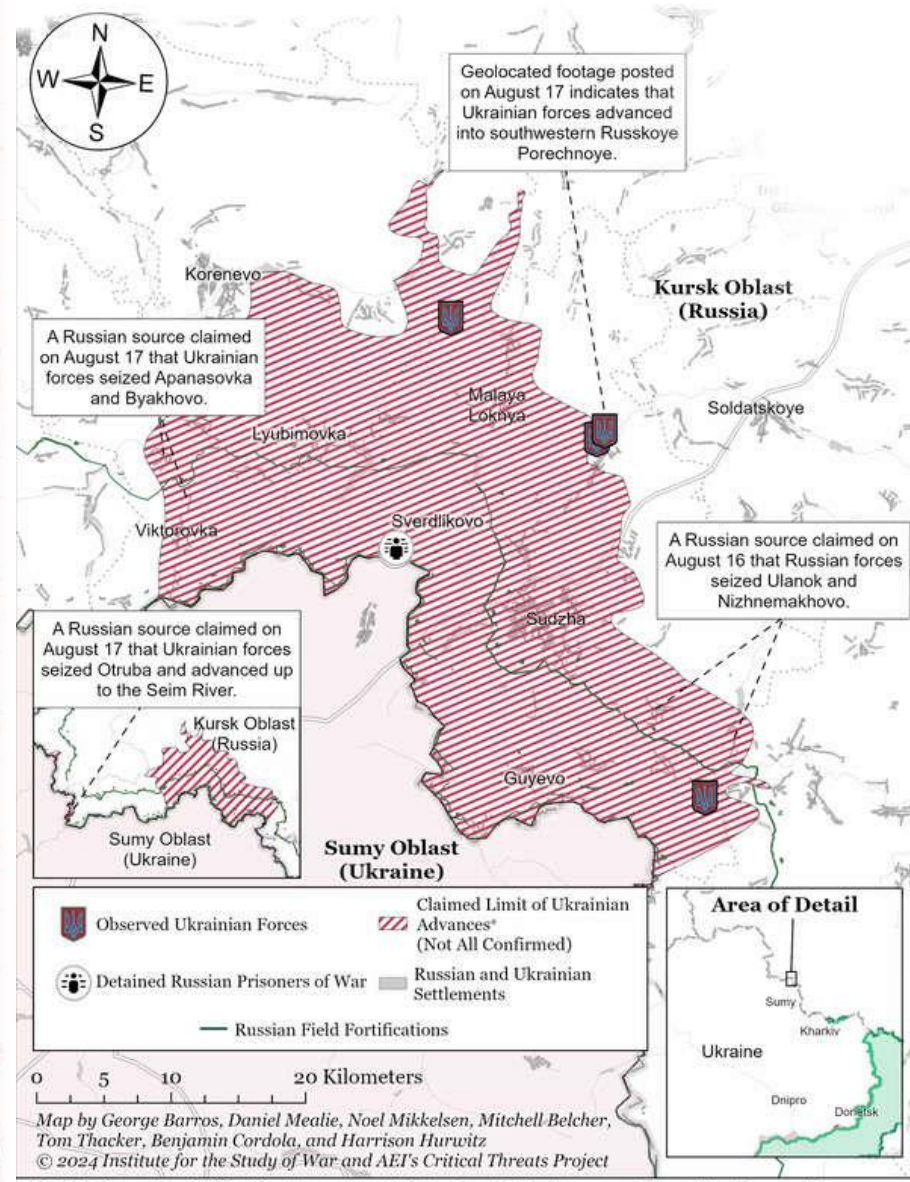 N
W E
S
Geolocated footage posted
on August 17 indicates that
Ukrainian forces advanced
into southwestern Russkoye
Porechnoye.
Korenevo
Kursk Oblast
(Russia)
A Russian source claimed
on August 17 that Ukrainian
forces seized Apanasovka
and Byakhovo.
Malaya
Loknya
Soldatskoye
Lyubimovka
Viktorovka
Sverdlikovo
A Russian source claimed on
August 16 that Russian forces
seized Ulanok and
Nizhnemakhovo.
Sudzha
A Russian source claimed on
August 17 that Ukrainian forces
seized Otruba and advanced up
to the Seim River.
Kursk Oblast
(Russia)
Sumy Oblast
(Ukraine)
Guyevo
Sumy Oblast
(Ukraine)
Observed Ukrainian Forces
Claimed Limit of Ukrainian
Advances*
(Not All Confirmed)
Detained Russian Prisoners of War
Russian and Ukrainian
Settlements
Russian Field Fortifications
Area of Detail
Sumy
Kharkiv
Ukraine
Dnipro
Donetsk
0 5 10 20 Kilometers
Map by George Barros, Daniel Mealie, Noel Mikkelsen, Mitchell Belcher,
Tom Thacker, Benjamin Cordola, and Harrison Hurwitz
© 2024 Institute for the Study of War and AEI's Critical Threats Project